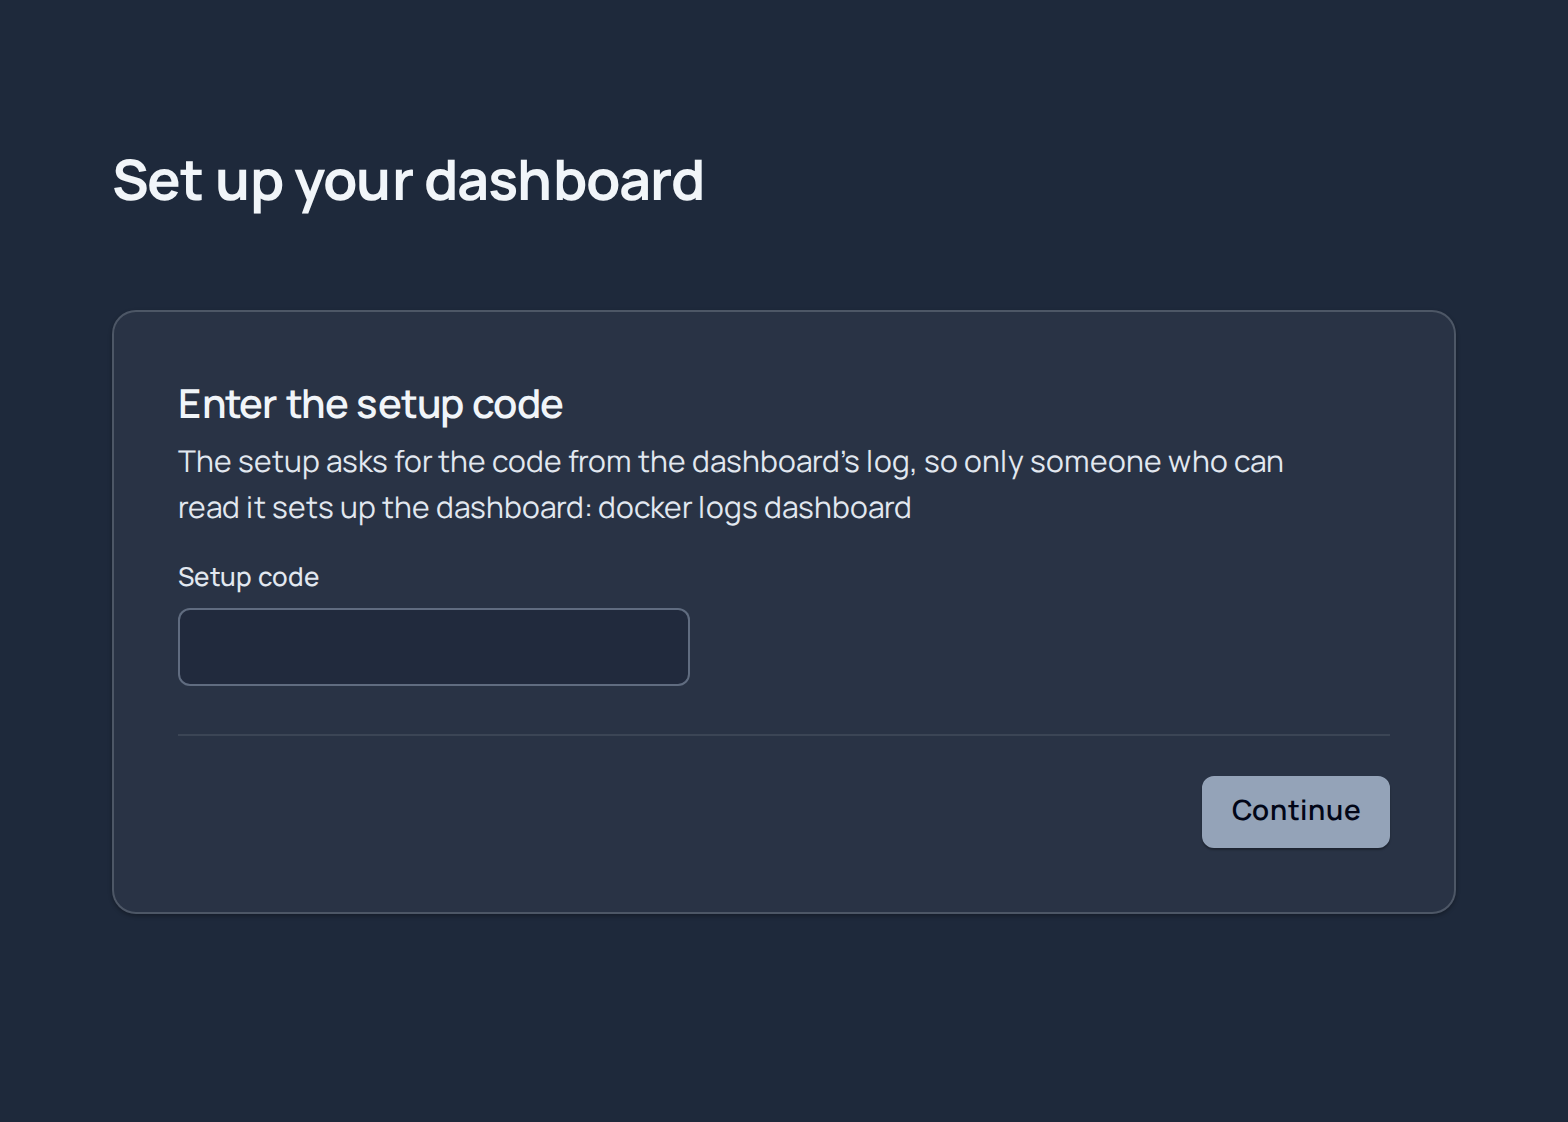 Set up your dashboard
Enter the setup code
The setup asks for the code from the dashboard’s log, so only someone who can
read it sets up the dashboard: docker logs dashboard
Setup code
Continue